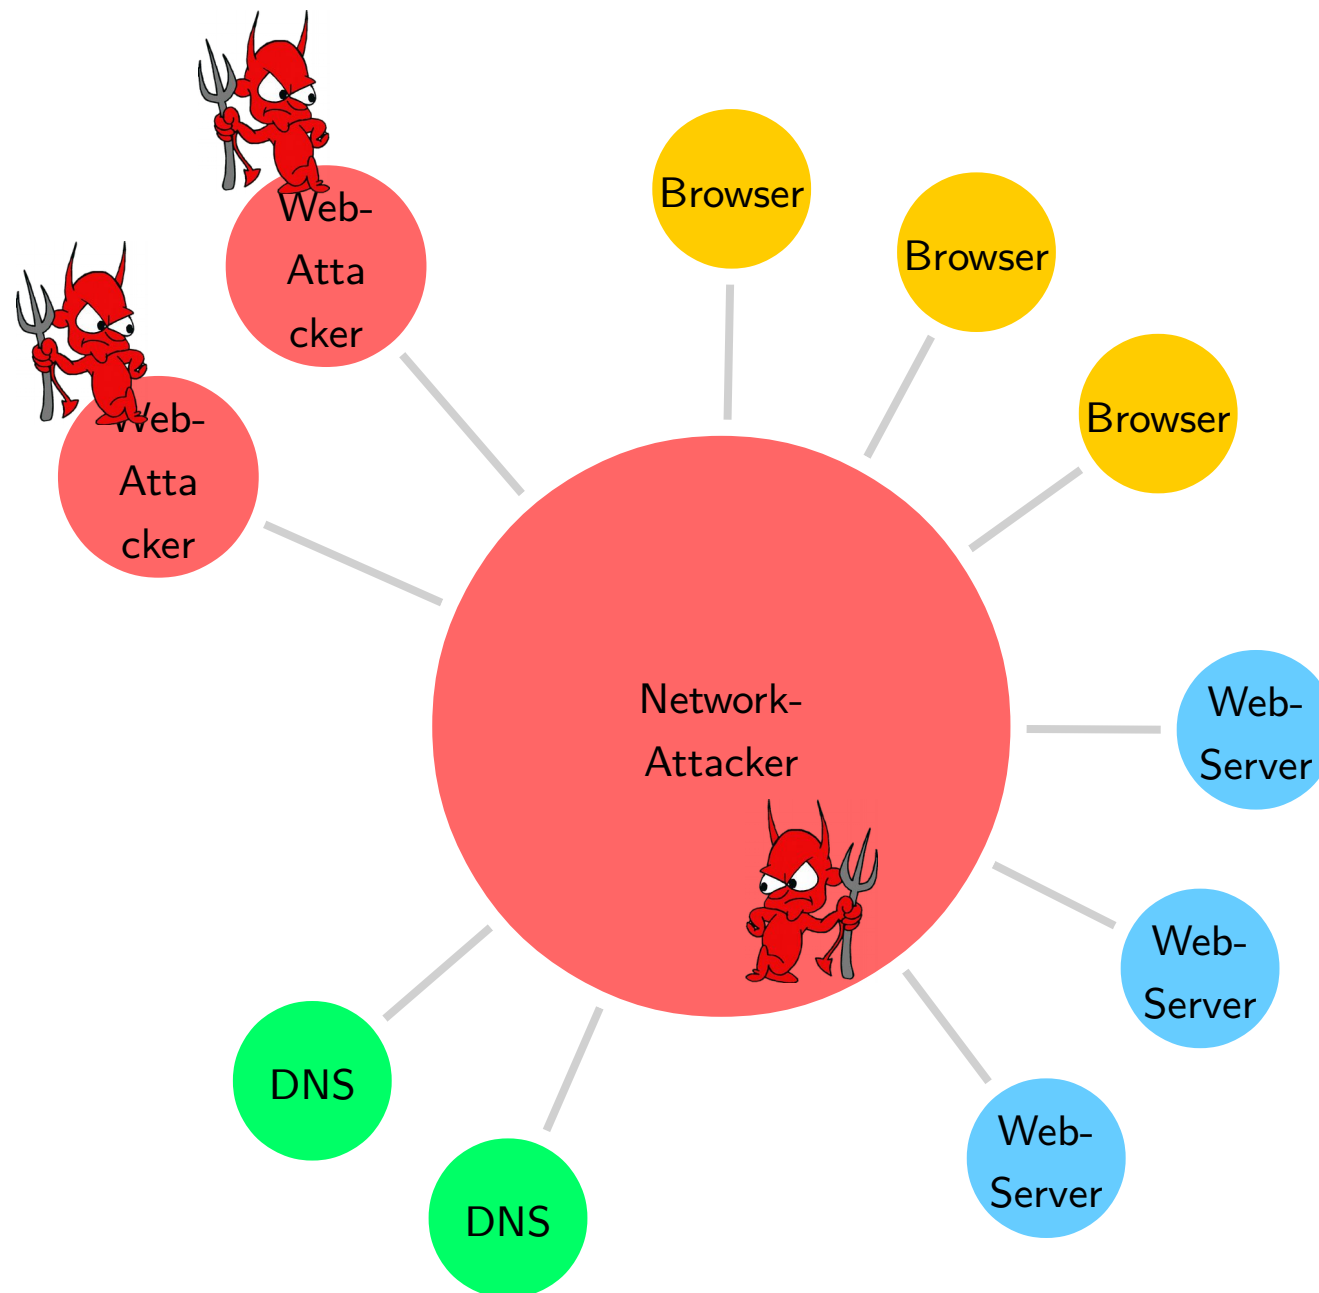 Web-
Atta
cker
Web-
Atta
cker
Browser
Browser
Browser
Network-
Attacker
Web-
Server
Web-
Server
Web-
Server
DNS
DNS